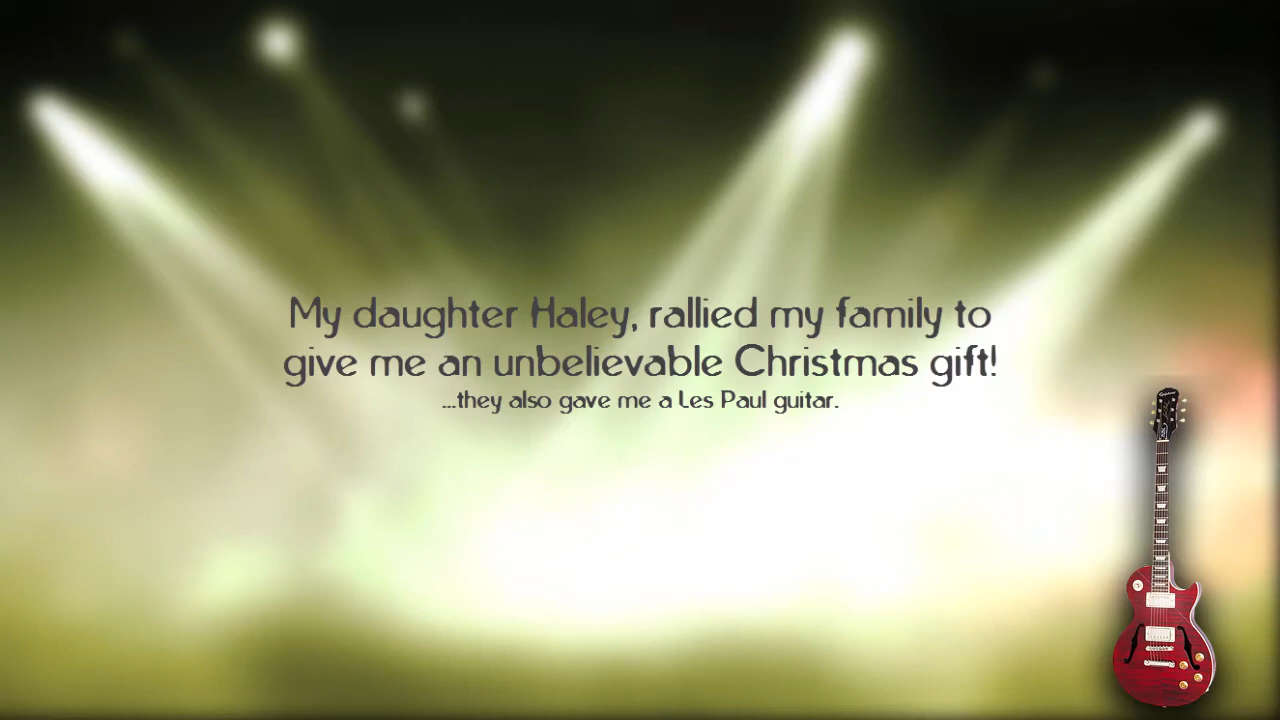 My daughter Haley, rallied my family to
give me an unbelievable Christmas gift!
...they also gave me a Les Paul guitar.